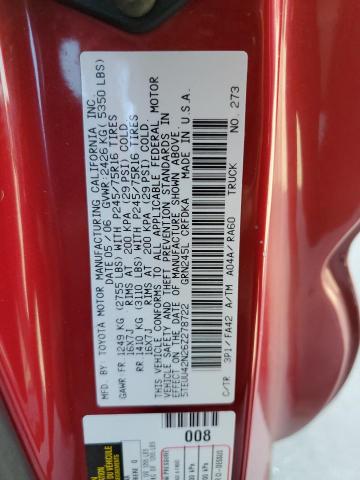 MFD. BY: TOYOTA MOTOR MANUFACTURING CALIFORNIA INC.
DATE 05/06 GVWR 2426 KG ( 5350 LBS)
GAWR: FR 1249 KG (2755 LBS) WITH P245/75R16 TIRES
16X7J RIMS AT 200 KPA (29 PSI) COLD
RR 1410 KG (3110 LBS) WITH P245/75R16 TIRES
16X7J RIMS AT 200 KPA (29 PSI) COLD
THIS VEHICLE CONFORMS TO ALL APPLICABLE FEDERAL MOTOR
VEHICLE SAFETY AND THEFT PREVENTION STANDARDS IN
EFFECT ON THE DATE OF MANUFACTURE SHOWN ABOVE.
5TEUU42N26Z278722 GRN245L CRFDKA MADE IN U.S.A.
TRUCK
C/TR 3P1/FA42 A/TM A04A/RA60 NO. 273
008
DU VÉHICULE